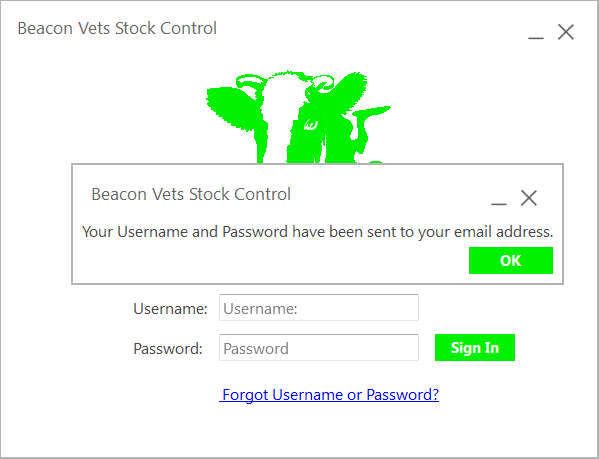 Beacon Vets Stock Control
Beacon Vets Stock Control
Your Username and Password have been sent to your email address.
OK
Username: Username:
Password: Password
Sign In
Forgot Username or Password?